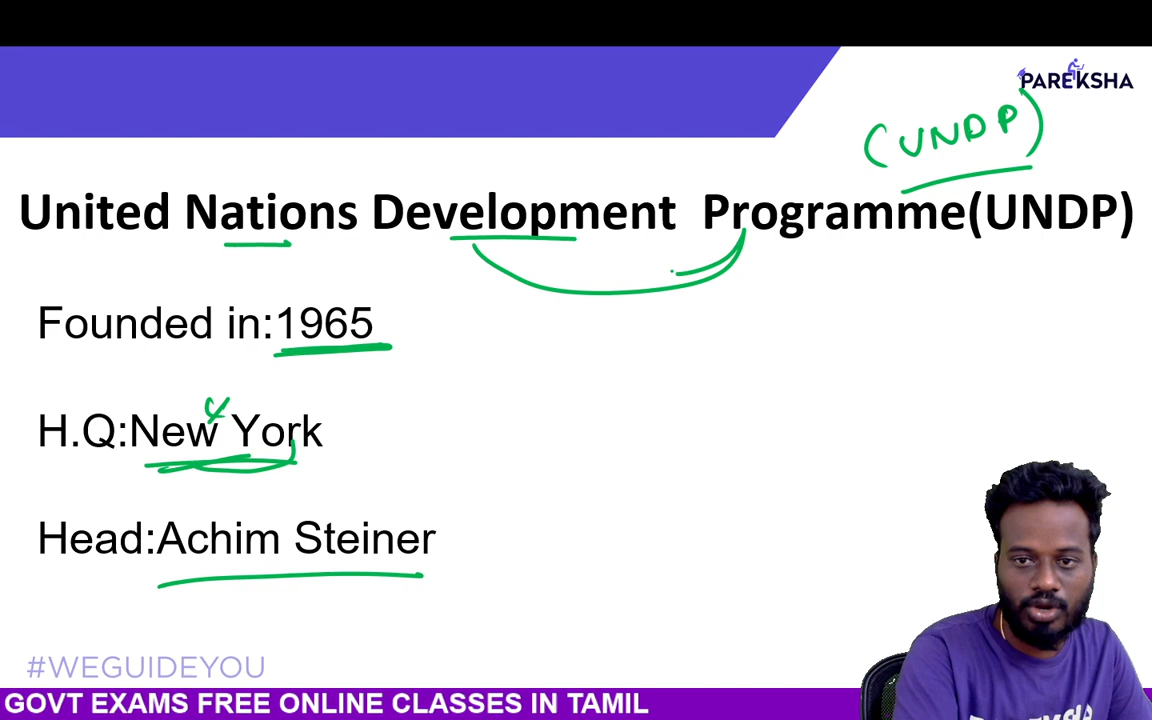 PAREKSHA
(UNDP)
United Nations Development Programme(UNDP)
Founded in:1965
H.Q:New York
Head:Achim Steiner
#WEGUIDEYOU
GOVT EXAMS FREE ONLINE CLASSES IN TAMIL